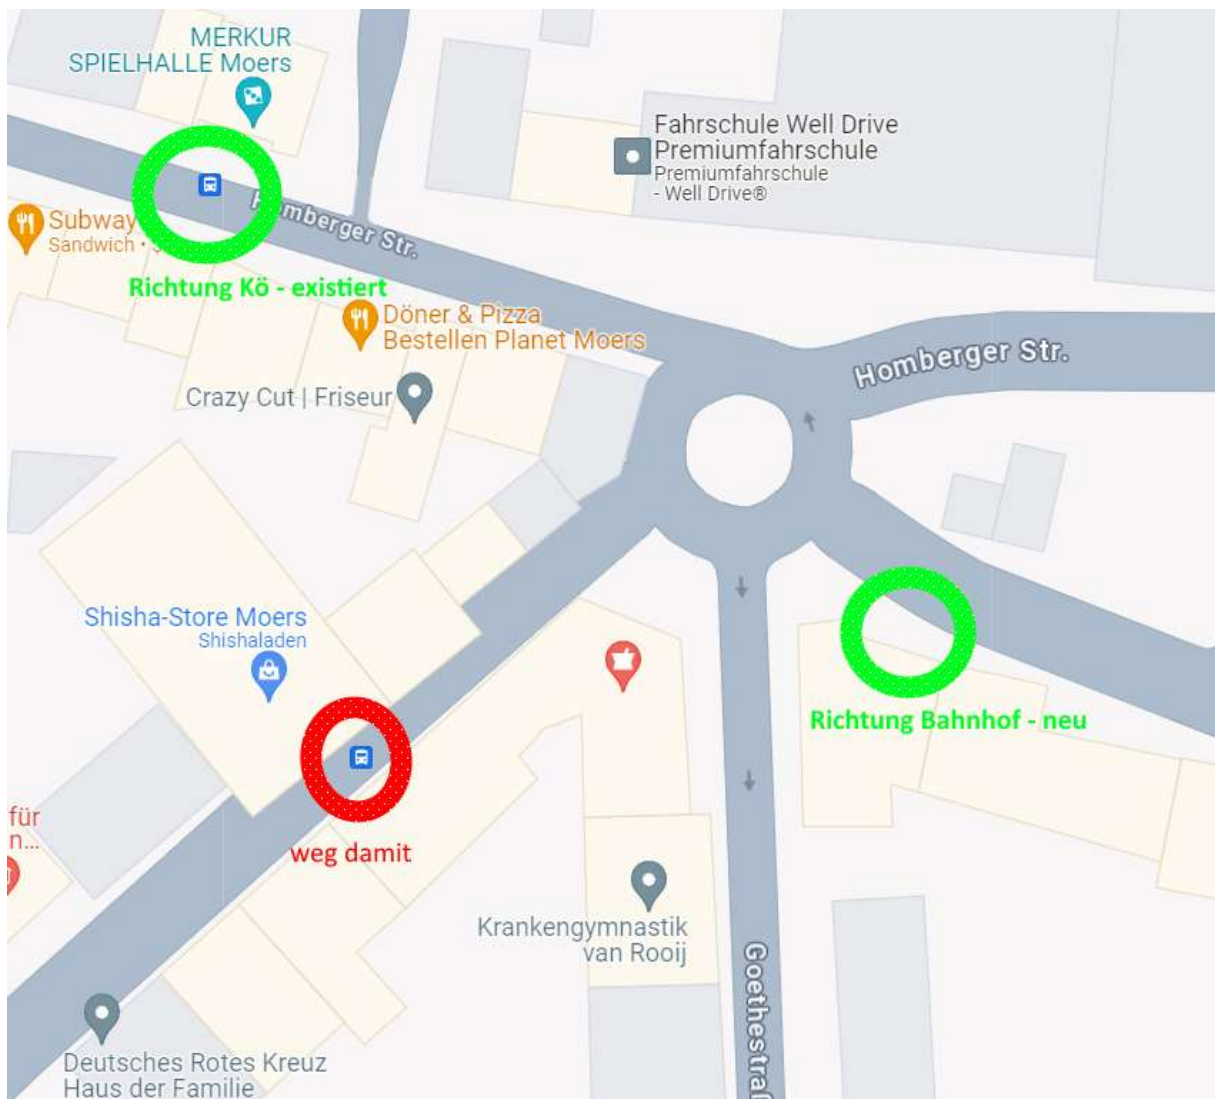 MERKUR
SPIELHALLE Moers
Fahrschule Well Drive
Premiumfahrschule
Premiumfahrschule
- Well Drive®
Homberger Str.
Subway
Sandwich •
Richtung Kö - existiert
Döner & Pizza
Bestellen Planet Moers
Homberger Str.
Crazy Cut | Friseur
Shisha-Store Moers
Shishaladen
Richtung Bahnhof - neu
für
n...
weg damit
Krankengymnastik
van Rooij
Goethestraß
Deutsches Rotes Kreuz
Haus der Familie